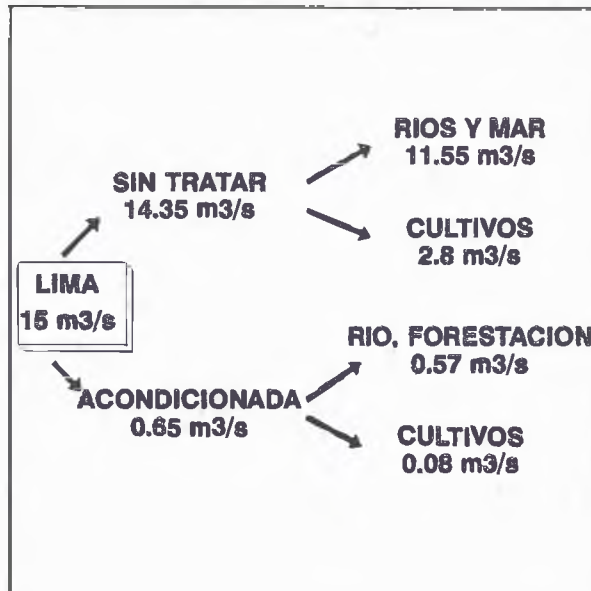 RIOS Y MAR
11.55 m3/s
SIN TRATAR
14.35 m3/s
CULTIVOS
2.8 m3/s
LIMA
15 m3/s
RIO, FORESTACION
0.57 m3/s
ACONDICIONADA
0.65 m3/s
CULTIVOS
0.08 m3/s